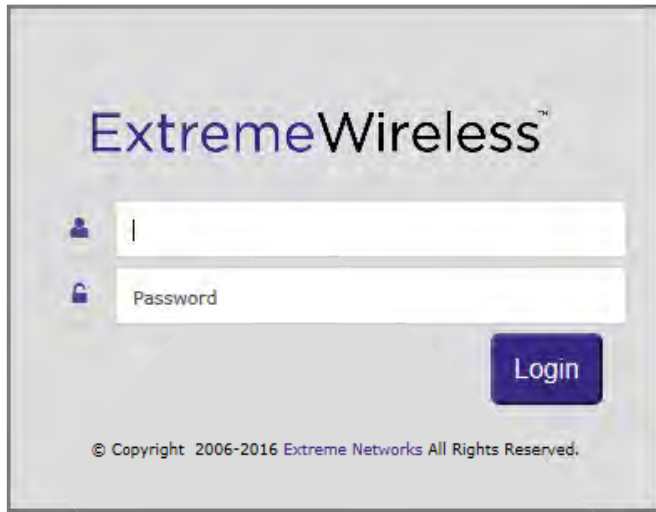 ExtremeWireless™
Password
Login
© Copyright 2006-2016 Extreme Networks All Rights Reserved.